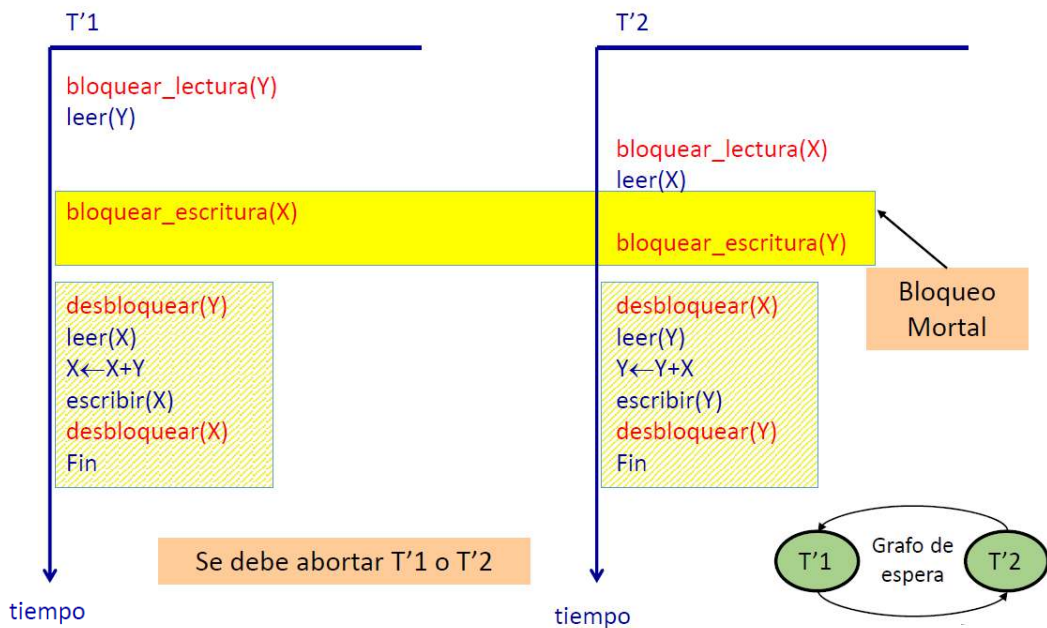 T’1
bloquear_lectura(Y)
leer(Y)
bloquear_escritura(X)
desbloquear(Y)
leer(X)
X←X+Y
escribir(X)
desbloquear(X)
Fin
tiempo
T’2
bloquear_lectura(X)
leer(X)
bloquear_escritura(Y)
desbloquear(X)
leer(Y)
Y←Y+X
escribir(Y)
desbloquear(Y)
Fin
tiempo
Bloqueo
Mortal
Se debe abortar T’1 o T’2
T’1
Grafo de
espera
T’2